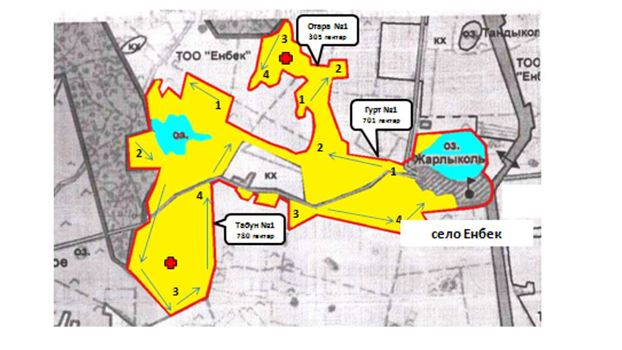 Отара №1
305 гектар
оз.
Тандыколь
кх
кх
ТОО "Енбек"
ТОО
"Енб
3
4
2
1
1
Гурт №1
701 гектар
оз.
оз.
Жарлыколь
2
2
1
кх
4
3
4
Табун №1
780 гектар
село Енбек
оз.
ое
3